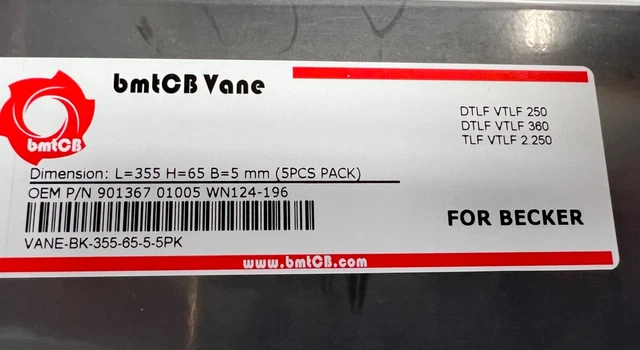 bmtCB Vane
bmtCB
DTLF VTLF 250
DTLF VTLF 360
TLF VTLF 2.250
Dimension: L=355 H=65 B=5 mm (5PCS PACK)
OEM P/N 901367 01005 WN124-196
VANE-BK-355-65-5-5PK
FOR BECKER
www.bmtCB.com